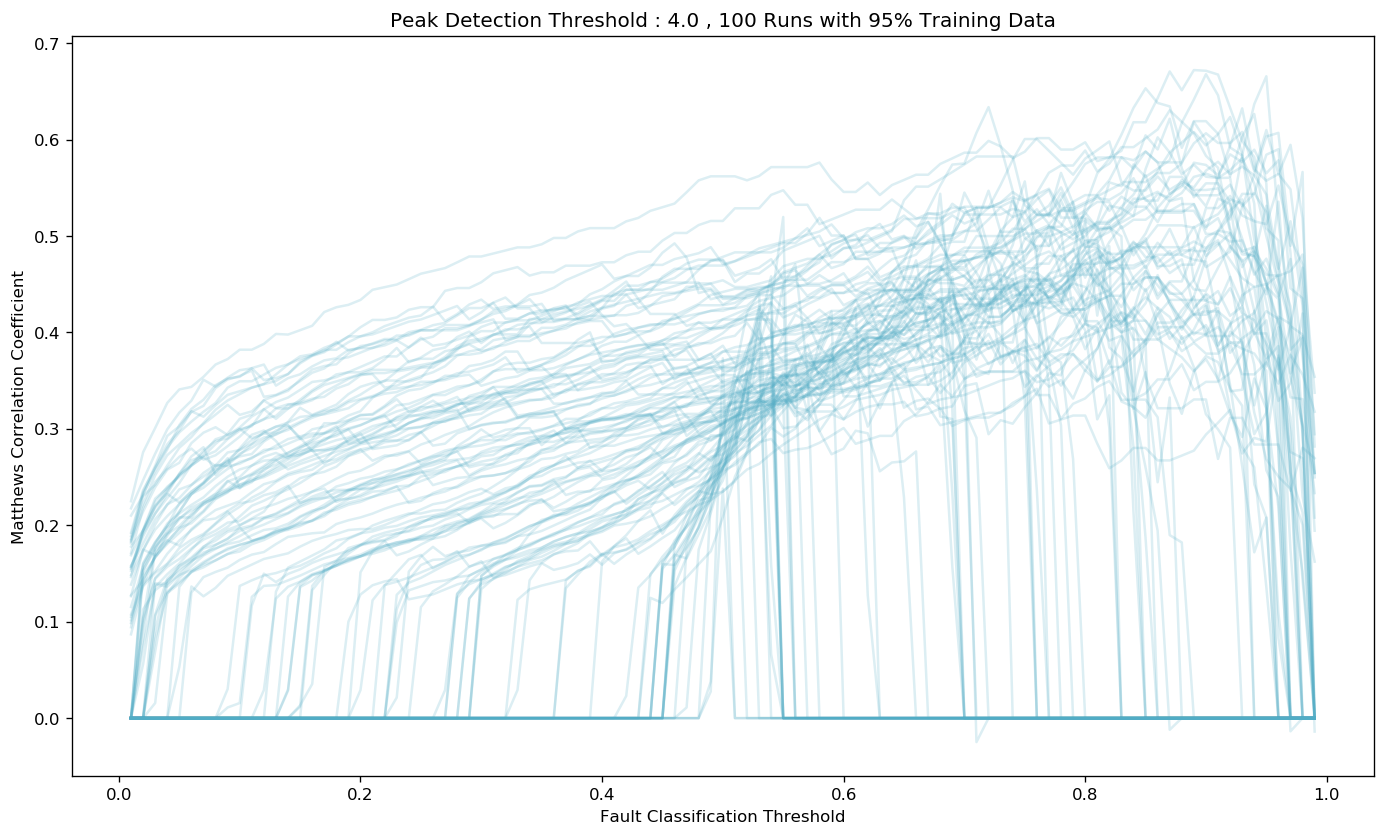 Peak Detection Threshold : 4.0 , 100 Runs with 95% Training Data
0.7
0.6
0.5
0.4
0.3
0.2
0.1
0.0
Matthews Correlation Coefficient
0.0 0.2 0.4 0.6 0.8 1.0
Fault Classification Threshold